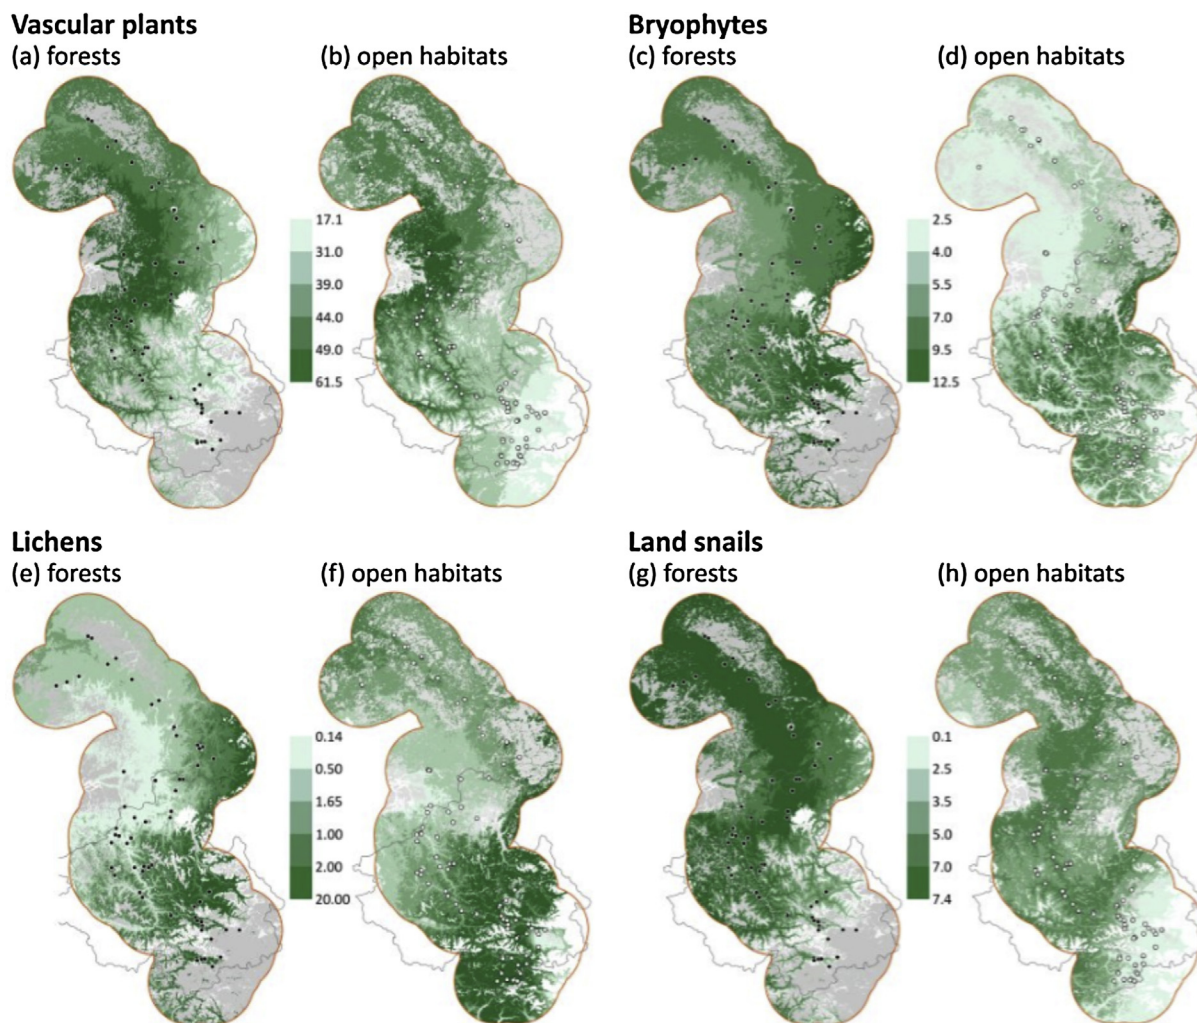 Vascular plants
(a) forests
(b) open habitats
17.1
31.0
39.0
44.0
49.0
61.5
Bryophytes
(c) forests
(d) open habitats
2.5
4.0
5.5
7.0
9.5
12.5
Lichens
(e) forests
(f) open habitats
0.14
0.50
1.65
1.00
2.00
20.00
Land snails
(g) forests
(h) open habitats
0.1
2.5
3.5
5.0
7.0
7.4